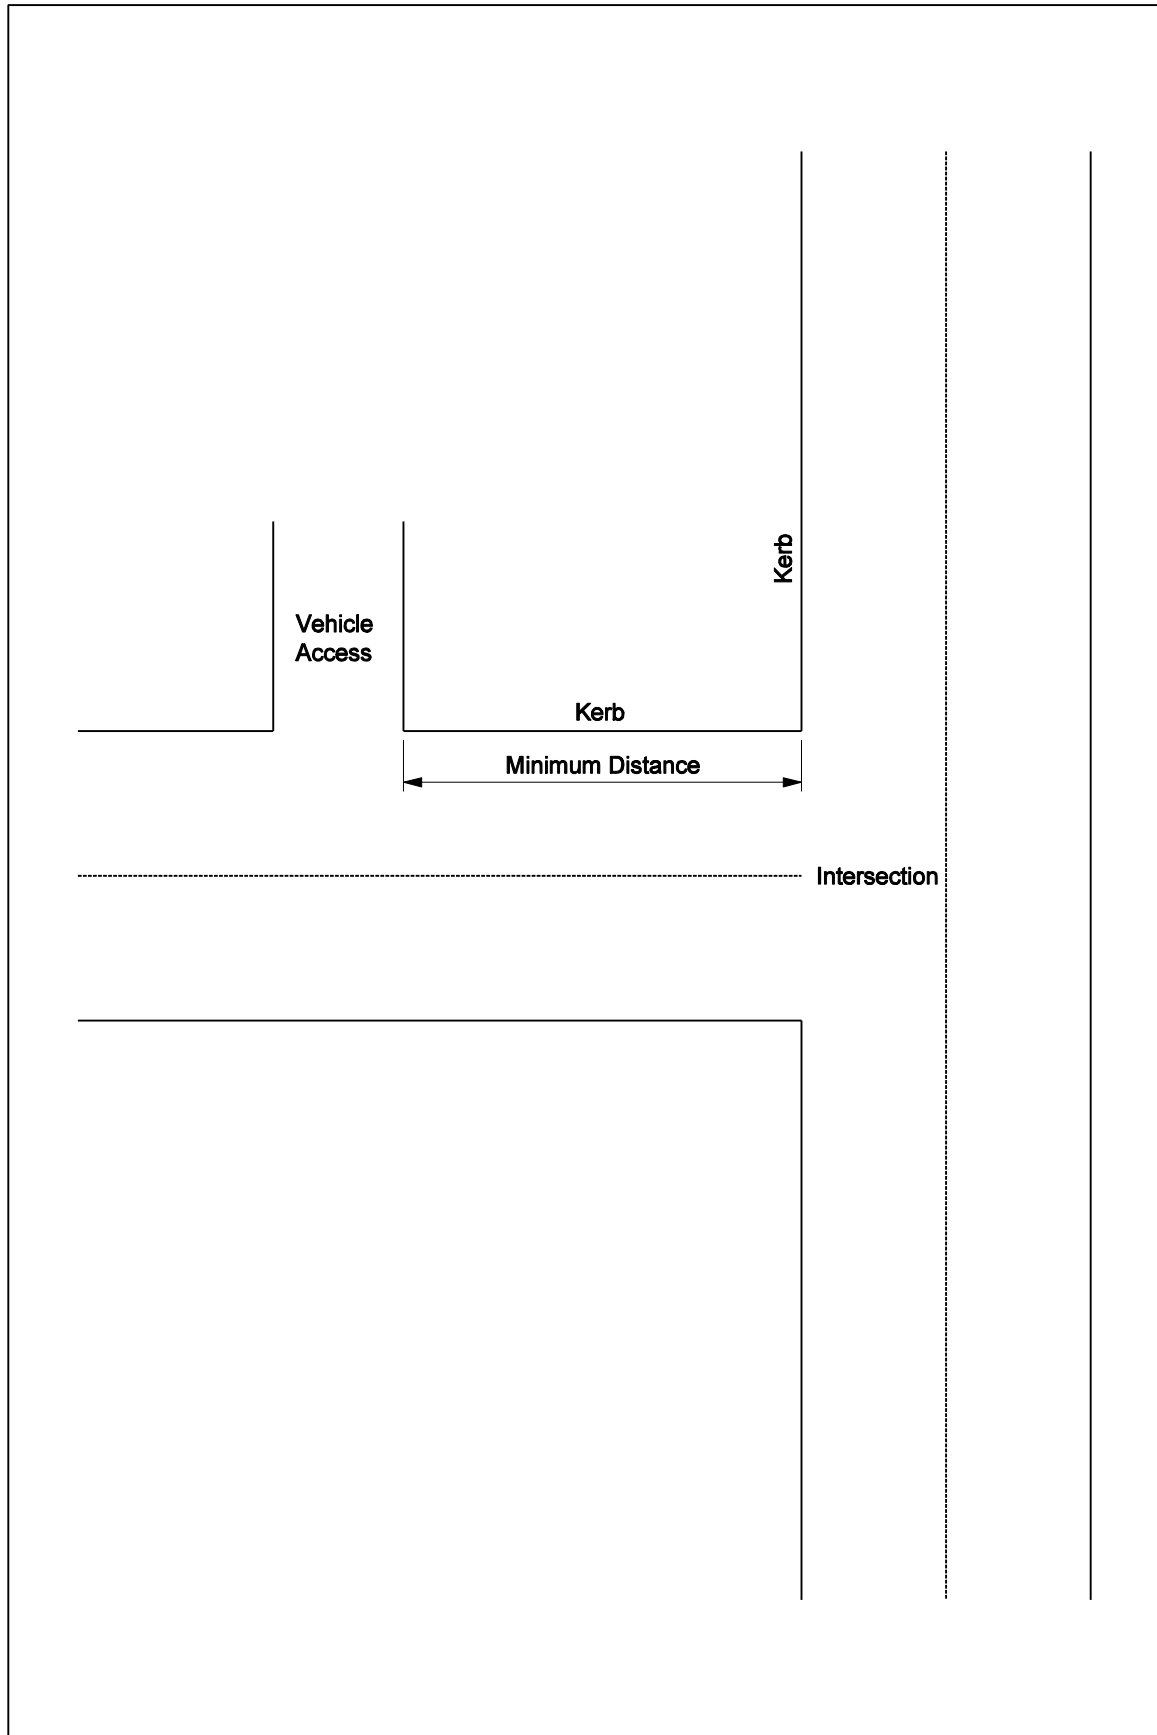 Kerb
Vehicle
Access
Kerb
Minimum Distance
Intersection